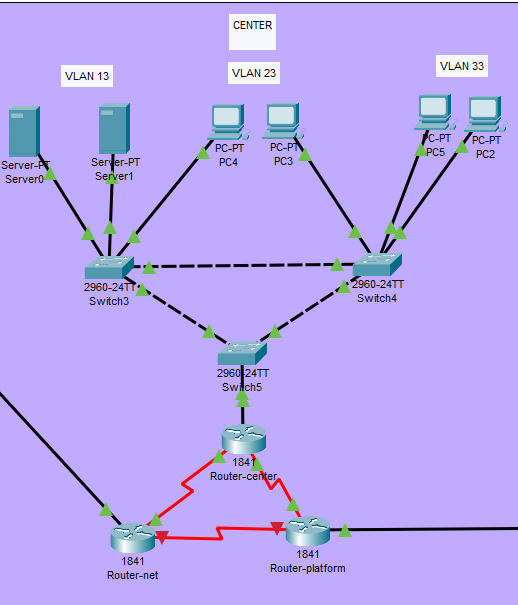 CENTER
VLAN 13
VLAN 23
VLAN 33
Server-PT
Server0
Server-PT
Server1
PC-PT
PC4
PC-PT
PC3
PC-PT
PC5
PC-PT
PC2
2960-24TT
Switch3
2960-24TT
Switch4
2960-24TT
Switch5
1841
Router-center
1841
Router-net
1841
Router-platform